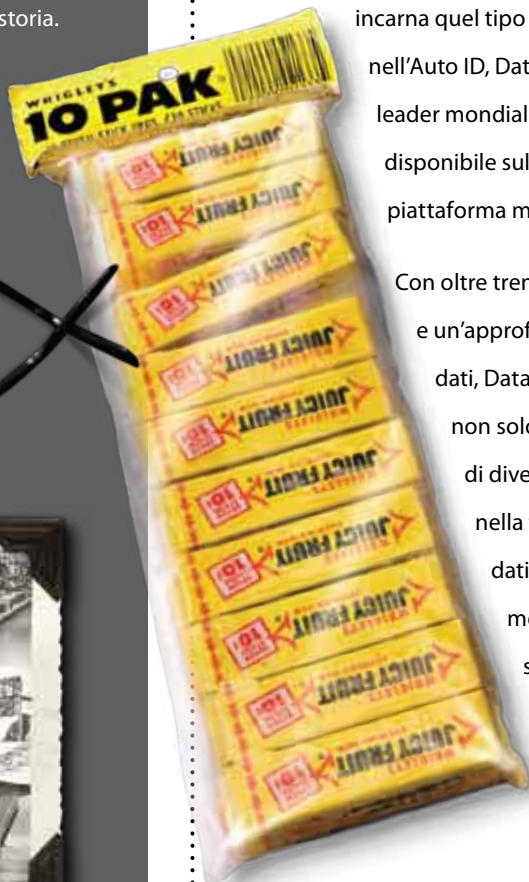 storia.
WRIGLEY'S
10 PAK
JUICY FRUIT
JUICY FRUIT
JUICY FRUIT
JUICY FRUIT
JUICY FRUIT
JUICY FRUIT
JUICY FRUIT
JUICY FRUIT
JUICY FRUIT
JUICY FRUIT
incarna quel tipo
nell'Auto ID, Dat
leader mondial
disponibile sul
piattaforma m
Con oltre tren
e un'approf
dati, Data
non solo
di dive
nella
dati
m
s